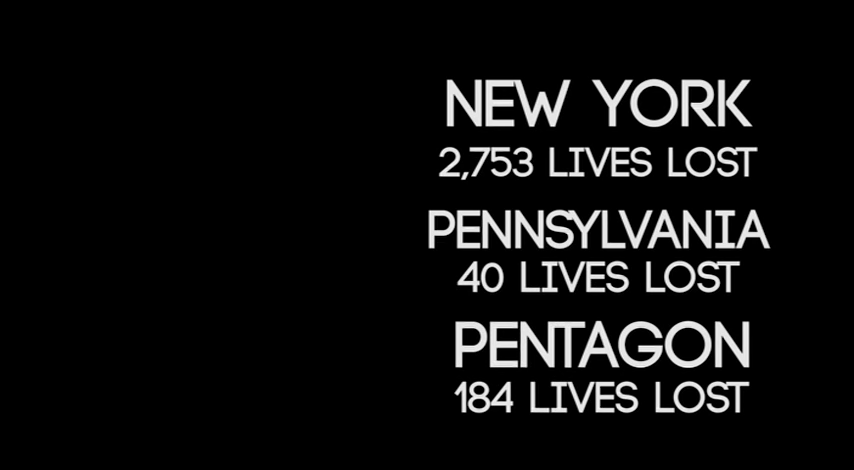 NEW YORK
2,753 LIVES LOST
PENNSYLVANIA
40 LIVES LOST
PENTAGON
184 LIVES LOST